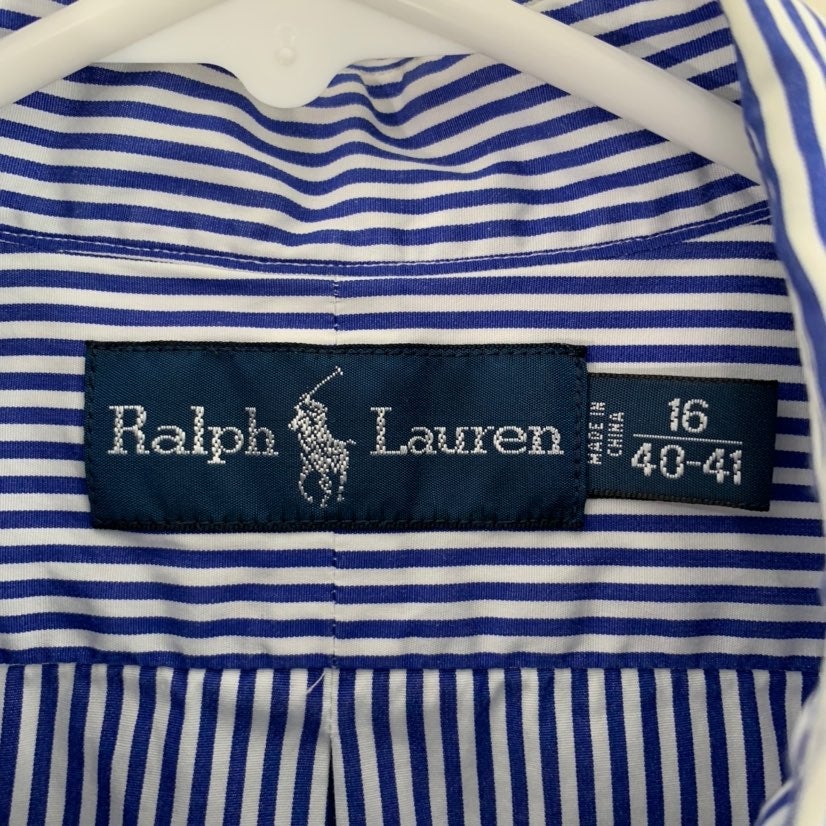 Ralph Lauren
MADE IN
CHINA
16
40-41